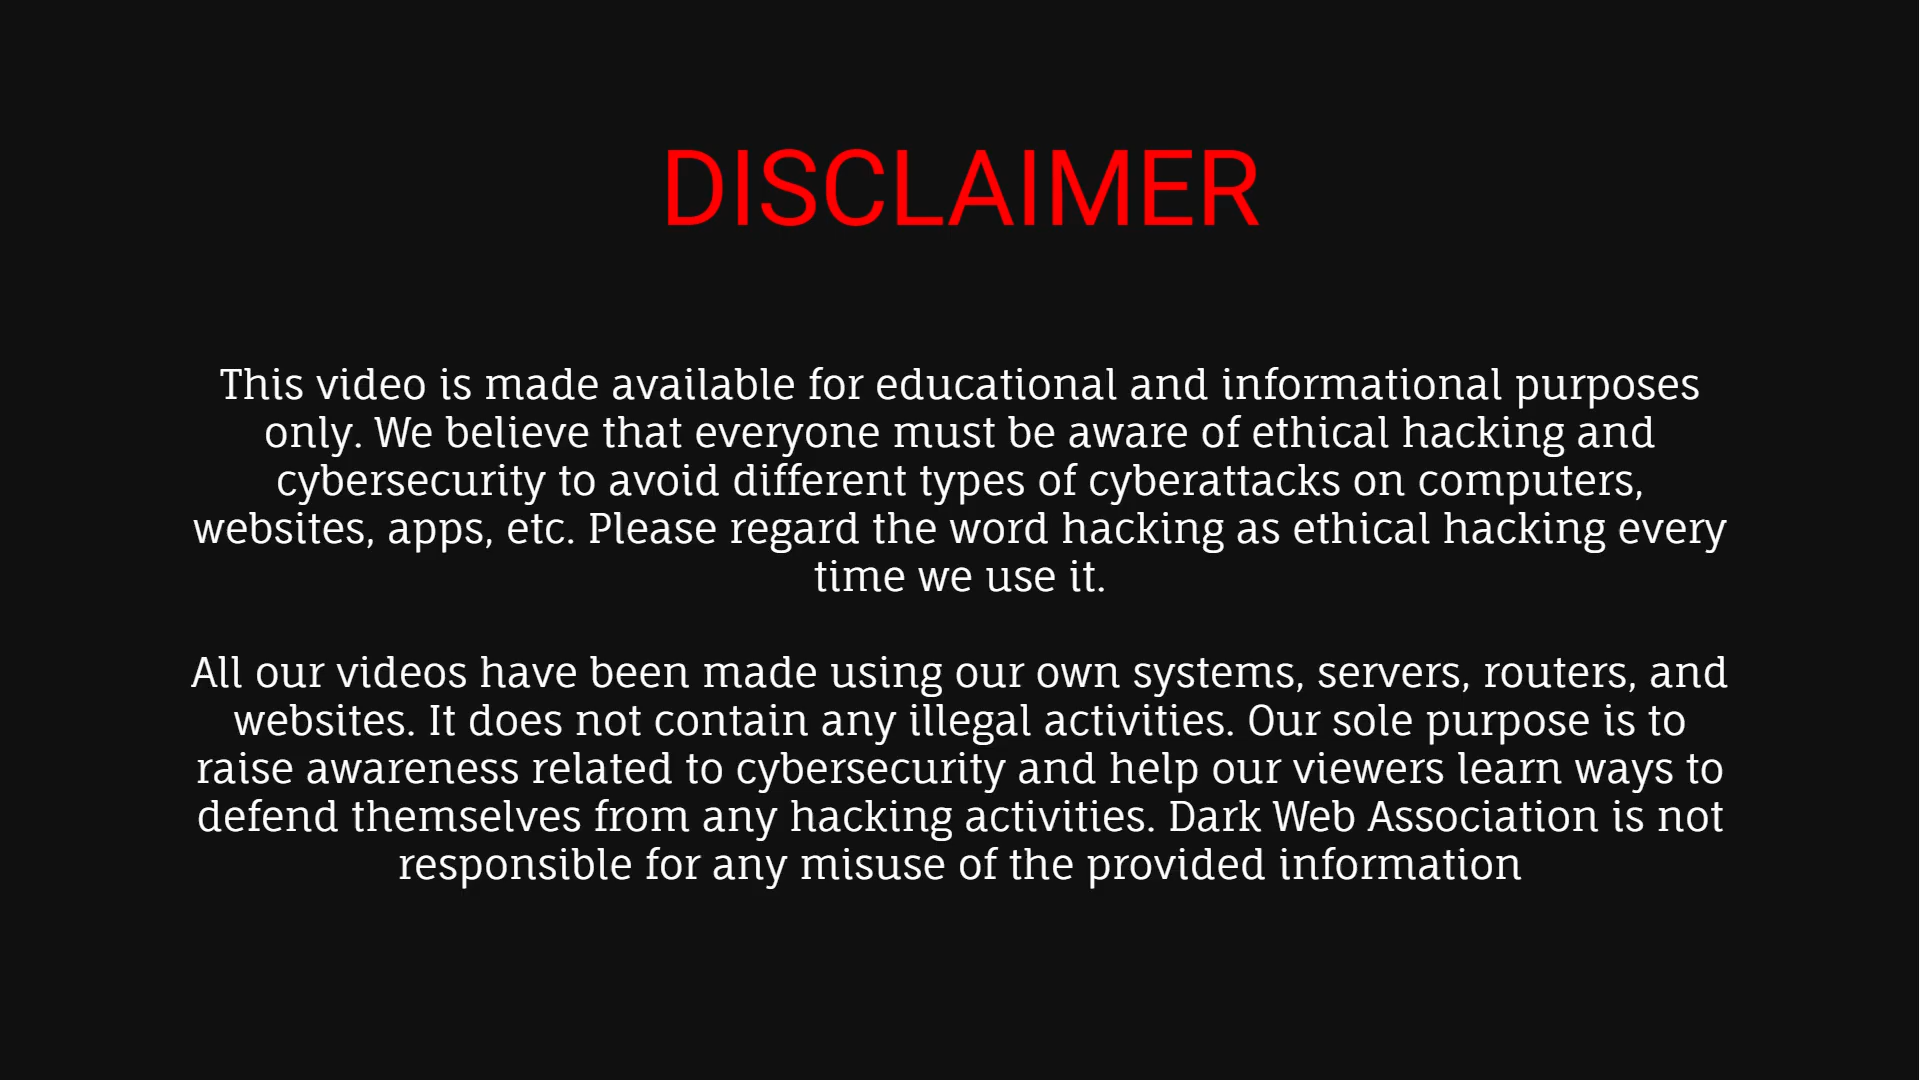 DISCLAIMER
This video is made available for educational and informational purposes
only. We believe that everyone must be aware of ethical hacking and
cybersecurity to avoid different types of cyberattacks on computers,
websites, apps, etc. Please regard the word hacking as ethical hacking every
time we use it.
All our videos have been made using our own systems, servers, routers, and
websites. It does not contain any illegal activities. Our sole purpose is to
raise awareness related to cybersecurity and help our viewers learn ways to
defend themselves from any hacking activities. Dark Web Association is not
responsible for any misuse of the provided information